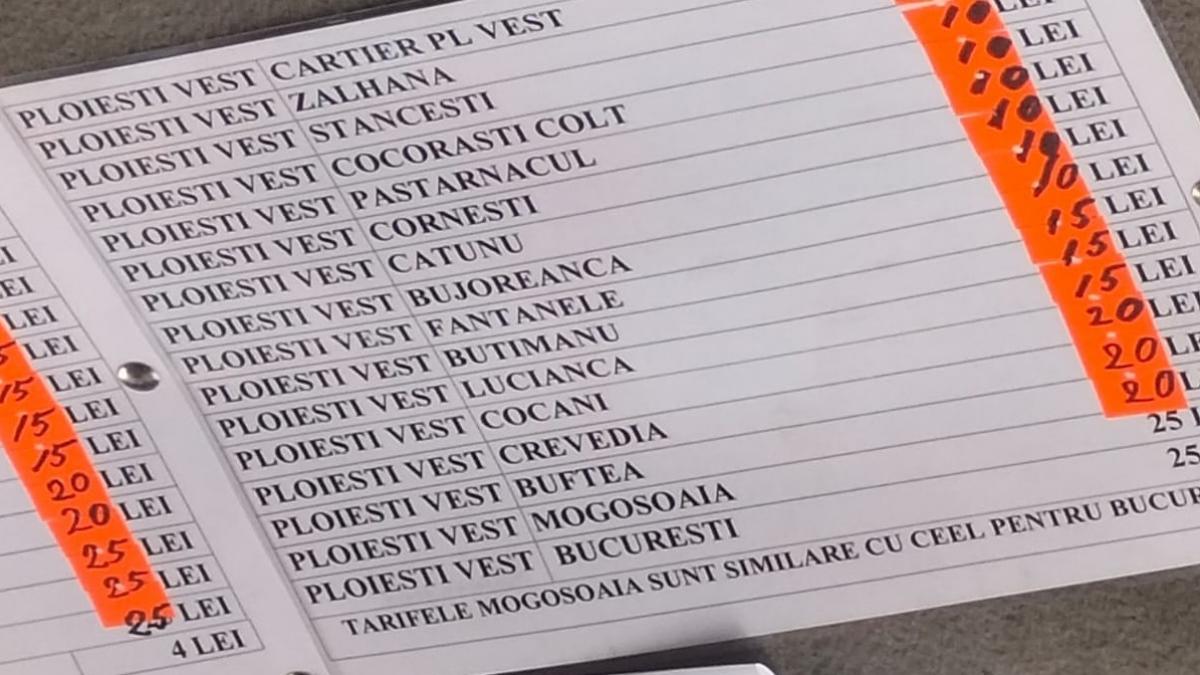 PLOIESTI VEST CARTIER PL VEST
PLOIESTI VEST ZALHANA
PLOIESTI VEST STANCESTI 10 LEI
PLOIESTI VEST COCORASTI COLT 10 LEI
PLOIESTI VEST PASTARNACUL 10 LEI
PLOIESTI VEST CORNESTI 10 LEI
PLOIESTI VEST CATUNU 10 LEI
PLOIESTI VEST BUJOREANCA 10 LEI
PLOIESTI VEST FANTANELE 15 LEI
PLOIESTI VEST BUTIMANU 15 LEI
PLOIESTI VEST LUCIANCA 15 LEI
PLOIESTI VEST COCANI 20 LEI
PLOIESTI VEST CREVEDIA 20 LE
PLOIESTI VEST BUFTEA 20 L
PLOIESTI VEST MOGOSOAIA 25
PLOIESTI VEST BUCURESTI 25
TARIFELE MOGOSOAIA SUNT SIMILARE CU CEEL PENTRU BUCU
LEI
LEI
15 LEI
15 LEI
15 LEI
20 LEI
20 LEI
25 LEI
25 LEI
25 LEI
4 LEI